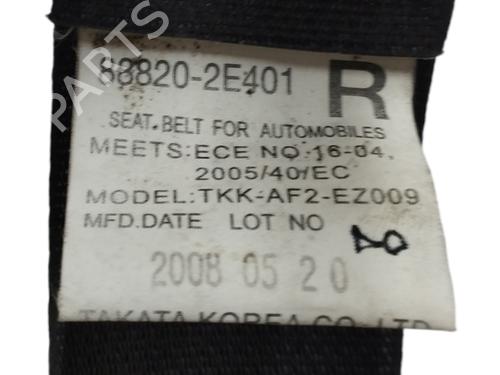 88820-2E401 R
SEAT BELT FOR AUTOMOBILES
MEETS:ECE NO.16-04.
2005/40/EC
MODEL:TKK-AF2-EZ009
MFD.DATE LOT NO
2008 05 20
TAKATA KOREA CO.,LTD
PARTS